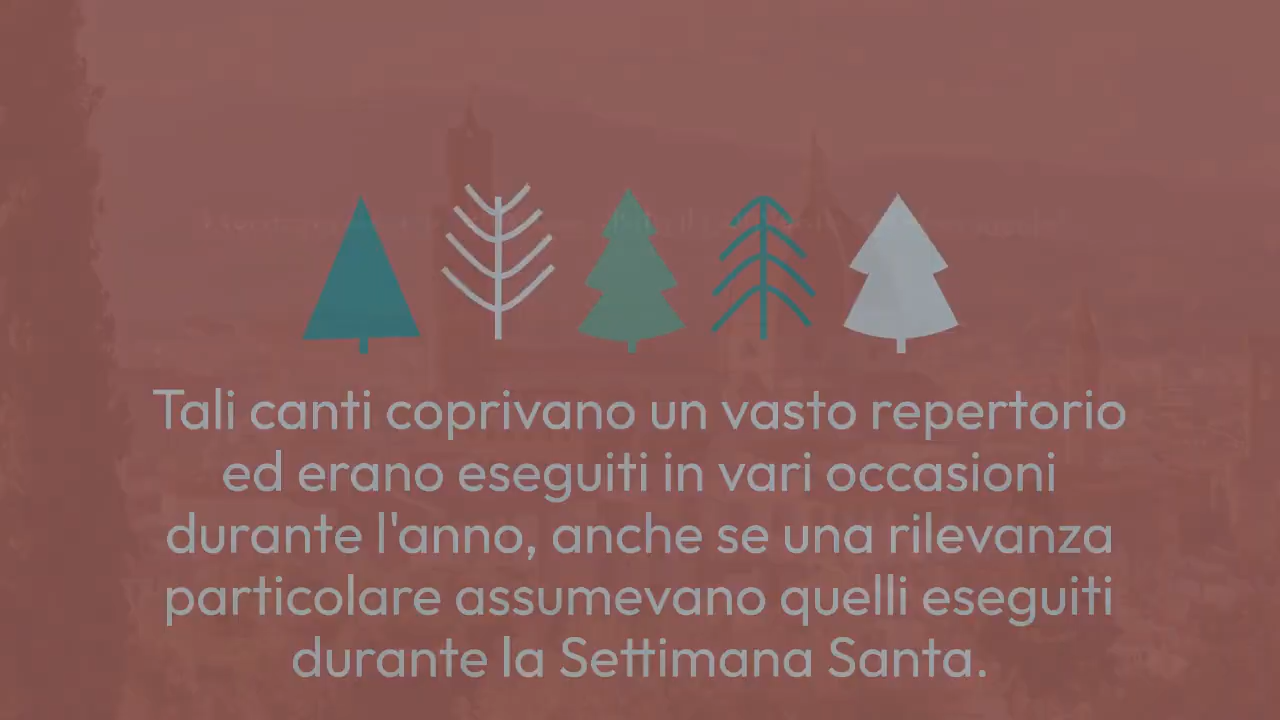 Tali canti coprivano un vasto repertorio
ed erano eseguiti in vari occasioni
durante l'anno, anche se una rilevanza
particolare assumevano quelli eseguiti
durante la Settimana Santa.